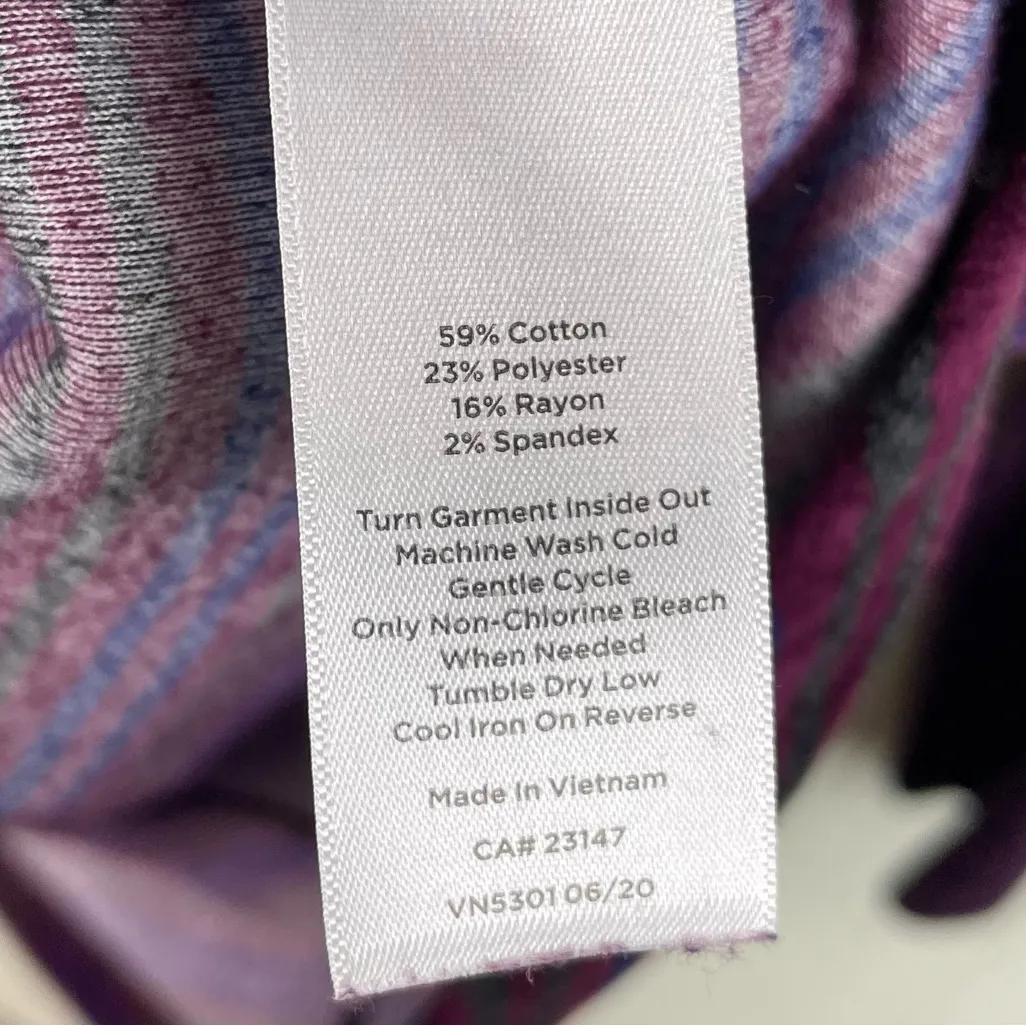 59% Cotton
23% Polyester
16% Rayon
2% Spandex
Turn Garment Inside Out
Machine Wash Cold
Gentle Cycle
Only Non-Chlorine Bleach
When Needed
Tumble Dry Low
Cool Iron On Reverse
Made In Vietnam
CA# 23147
VN5301 06/20